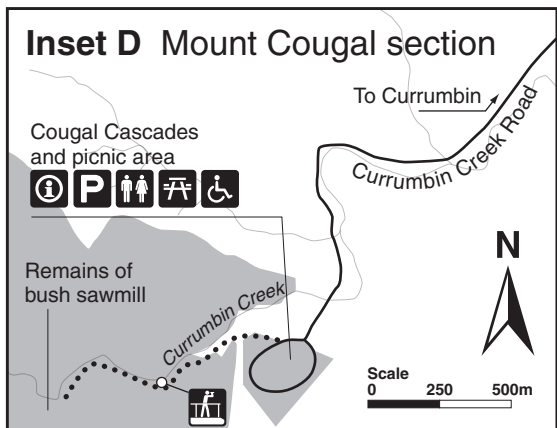 Inset D Mount Cougal section
To Currumbin
Currumbin Creek Road
Cougal Cascades
and picnic area
i P
Remains of
bush sawmill
Currumbin Creek
N
Scale
0 250 500m